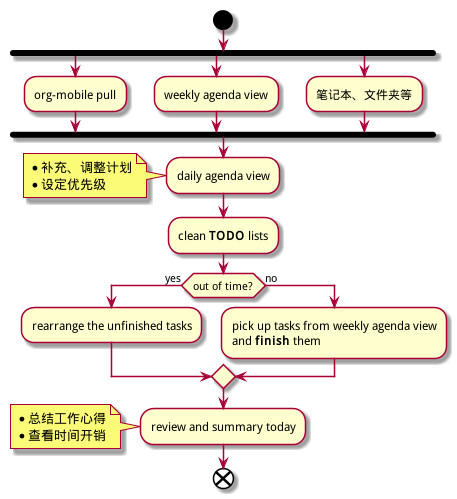 org-mobile pull
weekly agenda view
笔记本、文件夹等
• 补充、调整计划
• 设定优先级
daily agenda view
clean TODO lists
yes
out of time?
no
rearrange the unfinished tasks
pick up tasks from weekly agenda view
and finish them
• 总结工作心得
• 查看时间开销
review and summary today